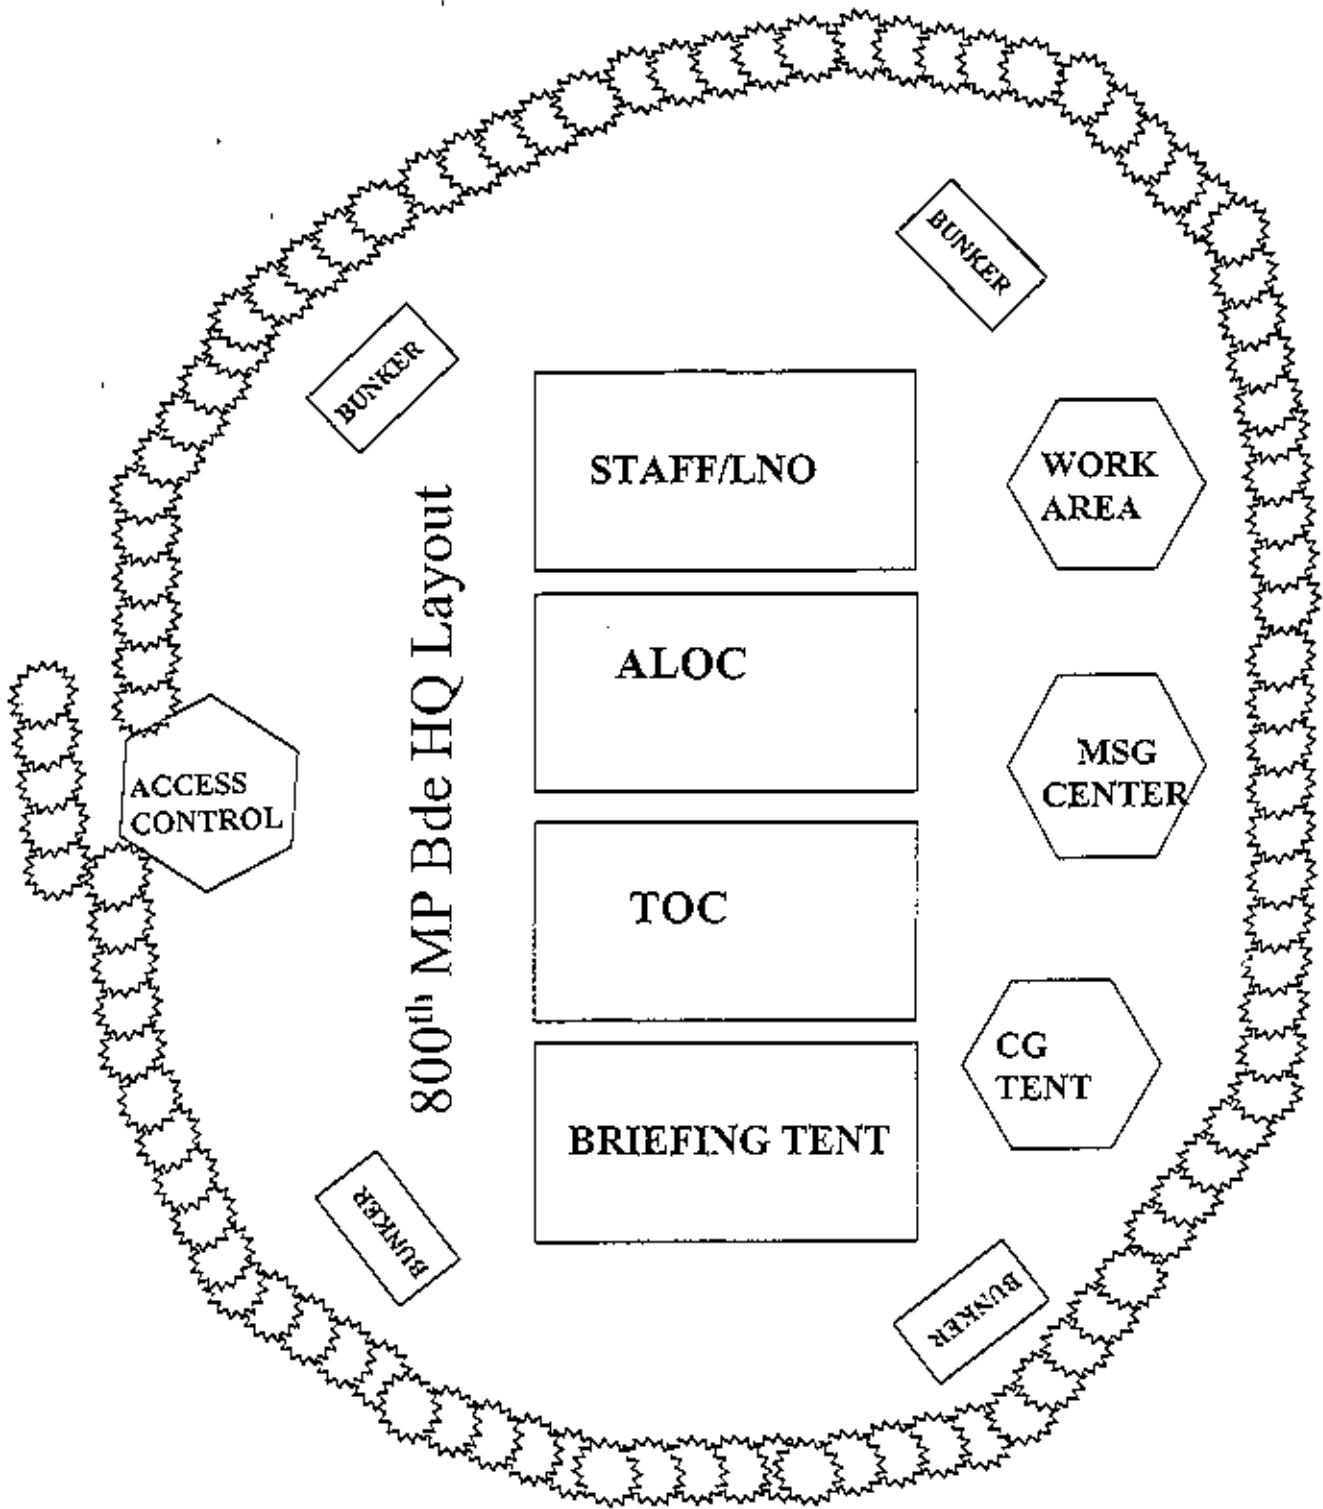 BUNKER
BUNKER
STAFF/LNO
WORK
AREA
800th MP Bde HQ Layout
ALOC
MSG
CENTER
ACCESS
CONTROL
TOC
CG
TENT
BRIEFING TENT
BUNKER
BUNKER